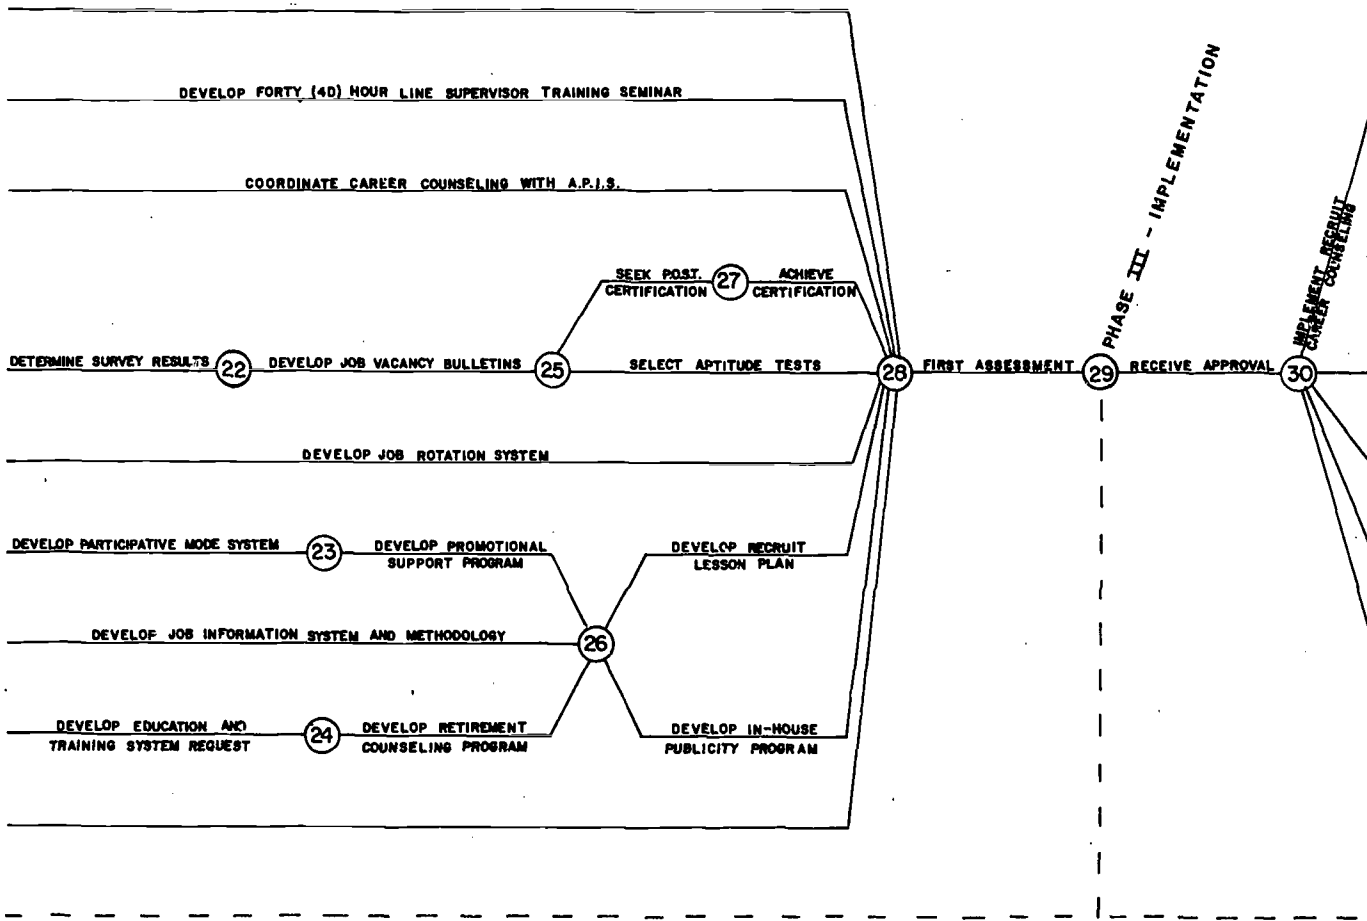 DEVELOP FORTY (40) HOUR LINE SUPERVISOR TRAINING SEMINAR
COORDINATE CAREER COUNSELING WITH A.P.I.S.
SEEK P.O.S.T.
CERTIFICATION
27
ACHIEVE
CERTIFICATION
DETERMINE SURVEY RESULTS
22
DEVELOP JOB VACANCY BULLETINS
25
SELECT APTITUDE TESTS
28
FIRST ASSESSMENT
29
PHASE III - IMPLEMENTATION
RECEIVE APPROVAL
30
IMPLEMENT RECRUIT
CAREER COUNSELING
DEVELOP JOB ROTATION SYSTEM
DEVELOP PARTICIPATIVE MODE SYSTEM
23
DEVELOP PROMOTIONAL
SUPPORT PROGRAM
DEVELOP RECRUIT
LESSON PLAN
DEVELOP JOB INFORMATION SYSTEM AND METHODOLOGY
26
DEVELOP EDUCATION AND
TRAINING SYSTEM REQUEST
24
DEVELOP RETIREMENT
COUNSELING PROGRAM
DEVELOP IN-HOUSE
PUBLICITY PROGRAM